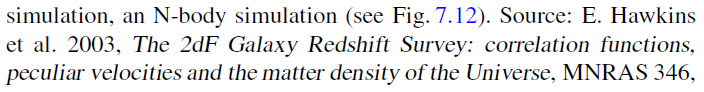 simulation, an N-body simulation (see Fig. 7.12). Source: E. Hawkins
et al. 2003, The 2dF Galaxy Redshift Survey: correlation functions,
peculiar velocities and the matter density of the Universe, MNRAS 346,